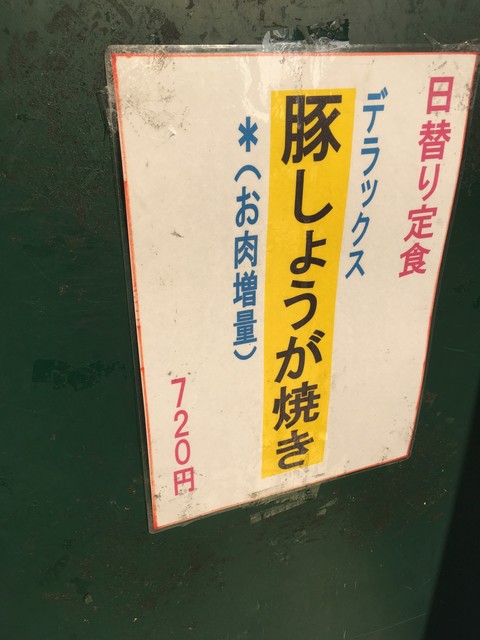 日替り定食
デラックス
豚しょうが焼き
*(お肉増量)
720円